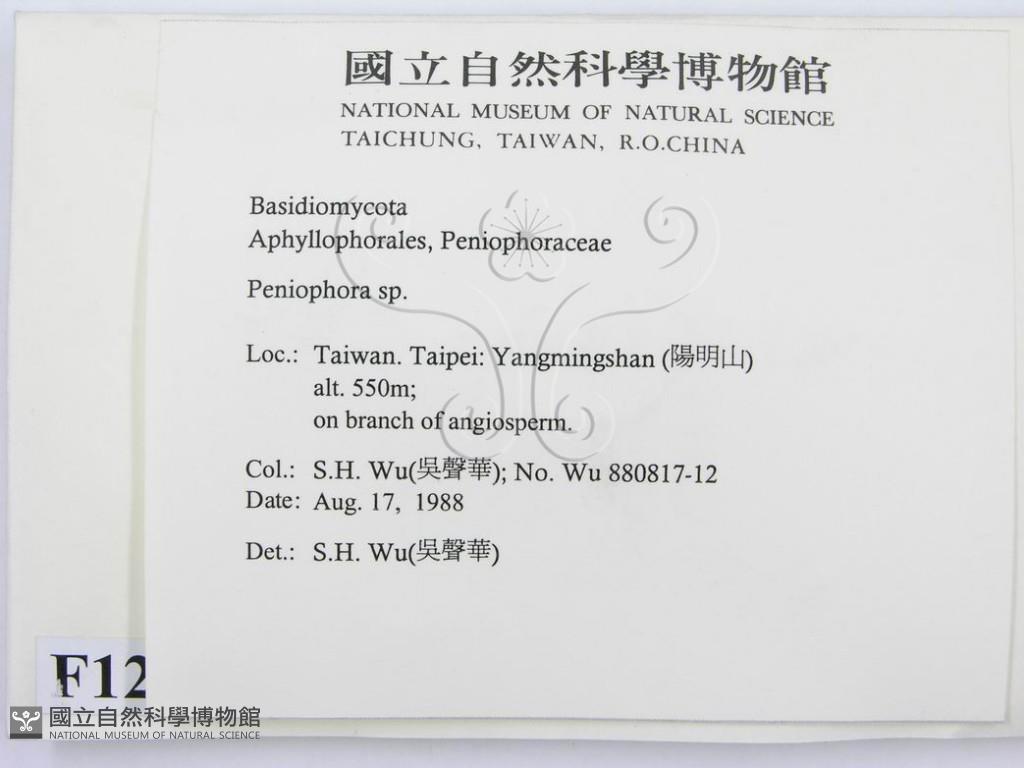 國立自然科學博物館
NATIONAL MUSEUM OF NATURAL SCIENCE
TAICHUNG, TAIWAN, R.O.CHINA
Basidiomycota
Aphyllophorales, Peniophoraceae
Peniophora sp.
Loc.: Taiwan. Taipei: Yangmingshan (陽明山)
alt. 550m;
on branch of angiosperm.
Col.: S.H. Wu(吳聲華); No. Wu 880817-12
Date: Aug. 17, 1988
Det.: S.H. Wu(吳聲華)
F12
國立自然科學博物館
NATIONAL MUSEUM OF NATURAL SCIENCE